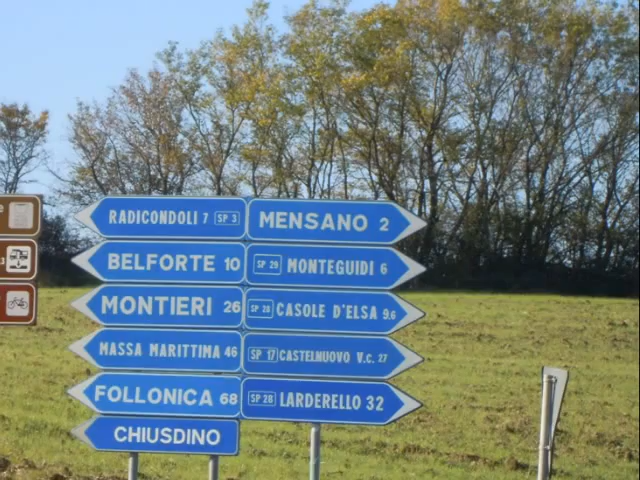 RADICONDOLI 7 SP 3
BELFORTE 10
MONTIERI 26
MASSA MARITTIMA 46
FOLLONICA 68
CHIUSDINO
MENSANO 2
SP 29 MONTEGUIDI 6
SP 28 CASOLE D'ELSA 9.6
SP 17 CASTELNUOVO V.C. 27
SP 28 LARDERELLO 32